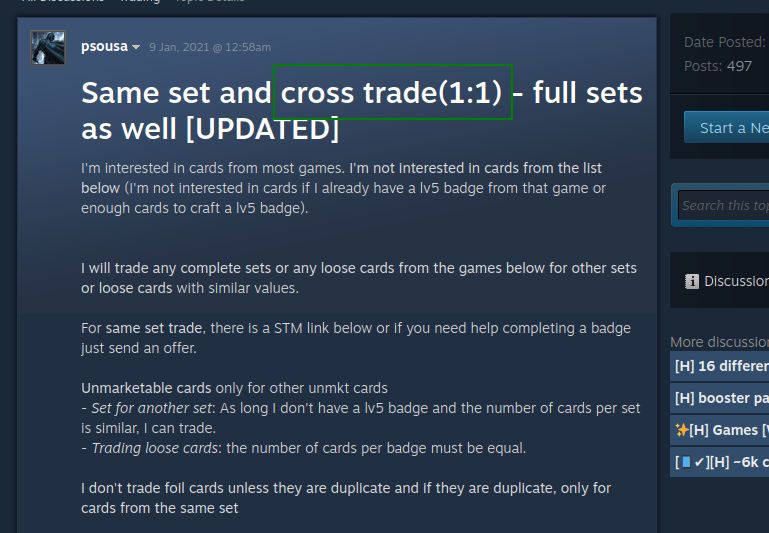 psousa 9 Jan, 2021 @ 12:58am
Same set and cross trade(1:1) - full sets
as well [UPDATED]
I'm interested in cards from most games. I'm not interested in cards from the list
below (I'm not interested in cards if I already have a lv5 badge from that game or
enough cards to craft a lv5 badge).
I will trade any complete sets or any loose cards from the games below for other sets
or loose cards with similar values.
For same set trade, there is a STM link below or if you need help completing a badge
just send an offer.
Unmarketable cards only for other unmkt cards
- Set for another set: As long I don't have a lv5 badge and the number of cards per set
is similar, I can trade.
- Trading loose cards: the number of cards per badge must be equal.
I don't trade foil cards unless they are duplicate and if they are duplicate, only for
cards from the same set
Date Posted:
Posts: 497
Start a Ne
Search this top
Discussion
More discussion
[H] 16 differen
[H] booster pa
✨[H] Games [
[📘✔][H] ~6k c